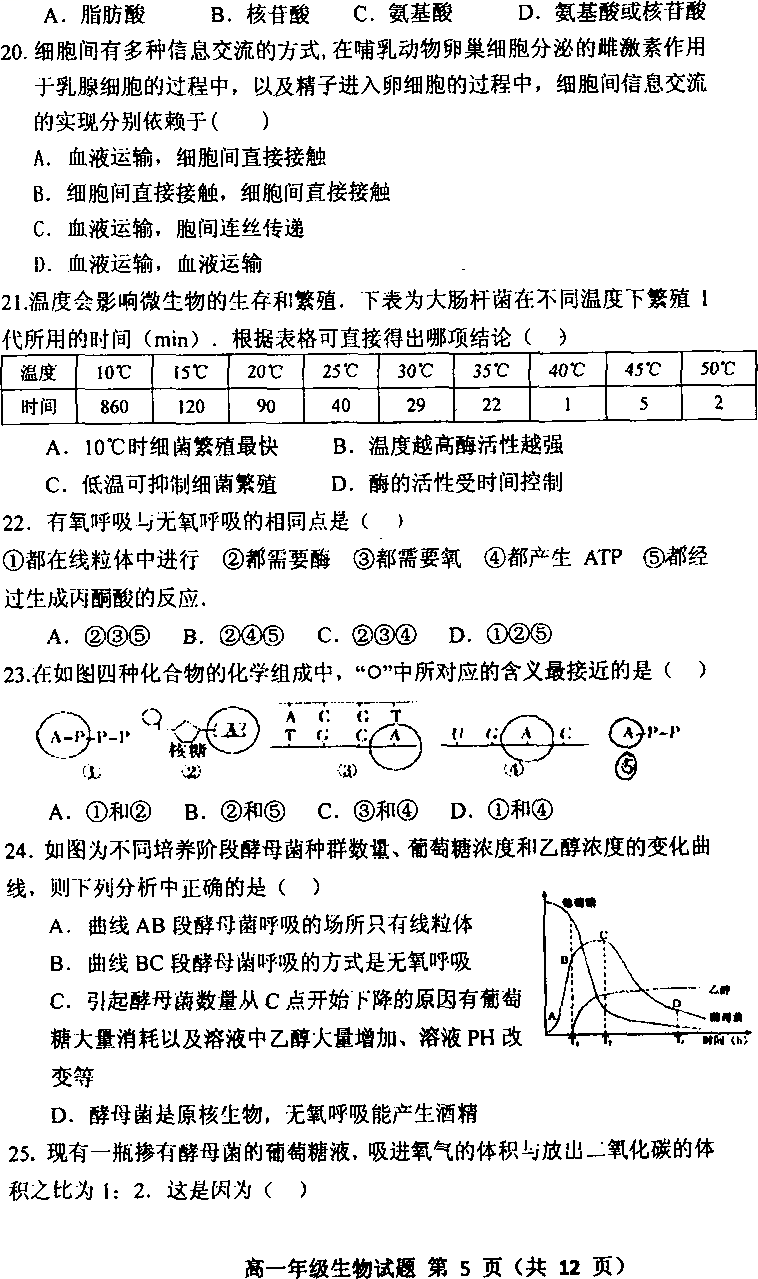 A. 脂肪酸 B. 核苷酸 C. 氨基酸 D. 氨基酸或核苷酸
20. 细胞间有多种信息交流的方式, 在哺乳动物卵巢细胞分泌的雌激素作用
于乳腺细胞的过程中, 以及精子进入卵细胞的过程中, 细胞间信息交流
的实现分别依赖于( )
A. 血液运输, 细胞间直接接触
B. 细胞间直接接触, 细胞间直接接触
C. 血液运输, 胞间连丝传递
D. 血液运输, 血液运输
21.温度会影响微生物的生存和繁殖. 下表为大肠杆菌在不同温度下繁殖 1
代所用的时间 (min) . 根据表格可直接得出哪项结论 ( )
温度 10℃ 15℃ 20℃ 25℃ 30℃ 35℃ 40℃ 45℃ 50℃
时间 860 120 90 40 29 22 1 5 2
A. 10℃时细菌繁殖最快 B. 温度越高酶活性越强
C. 低温可抑制细菌繁殖 D. 酶的活性受时间控制
22. 有氧呼吸与无氧呼吸的相同点是 ( )
①都在线粒体中进行 ②都需要酶 ③都需要氧 ④都产生 ATP ⑤都经
过生成丙酮酸的反应.
A. ②③⑤ B. ②④⑤ C. ②③④ D. ①②⑤
23.在如图四种化合物的化学组成中, “O”中所对应的含义最接近的是 ( )
A-P-P-P
核糖 A
A C G T
T G C A
U G A C
A-P-P
① ② ③ ④ ⑤
A. ①和② B. ②和⑤ C. ③和④ D. ①和④
24. 如图为不同培养阶段酵母菌种群数量、葡萄糖浓度和乙醇浓度的变化曲
线, 则下列分析中正确的是 ( )
A. 曲线 AB 段酵母菌呼吸的场所只有线粒体
B. 曲线 BC 段酵母菌呼吸的方式是无氧呼吸
C. 引起酵母菌数量从 C 点开始下降的原因有葡萄
糖大量消耗以及溶液中乙醇大量增加、溶液 PH 改
变等
D. 酵母菌是原核生物, 无氧呼吸能产生酒精
葡萄糖
B C
乙醇
D
酵母菌
A
时间 (h)
25. 现有一瓶掺有酵母菌的葡萄糖液, 吸进氧气的体积与放出二氧化碳的体
积之比为 1: 2. 这是因为 ( )
高一年级生物试题 第 5 页 (共 12 页)